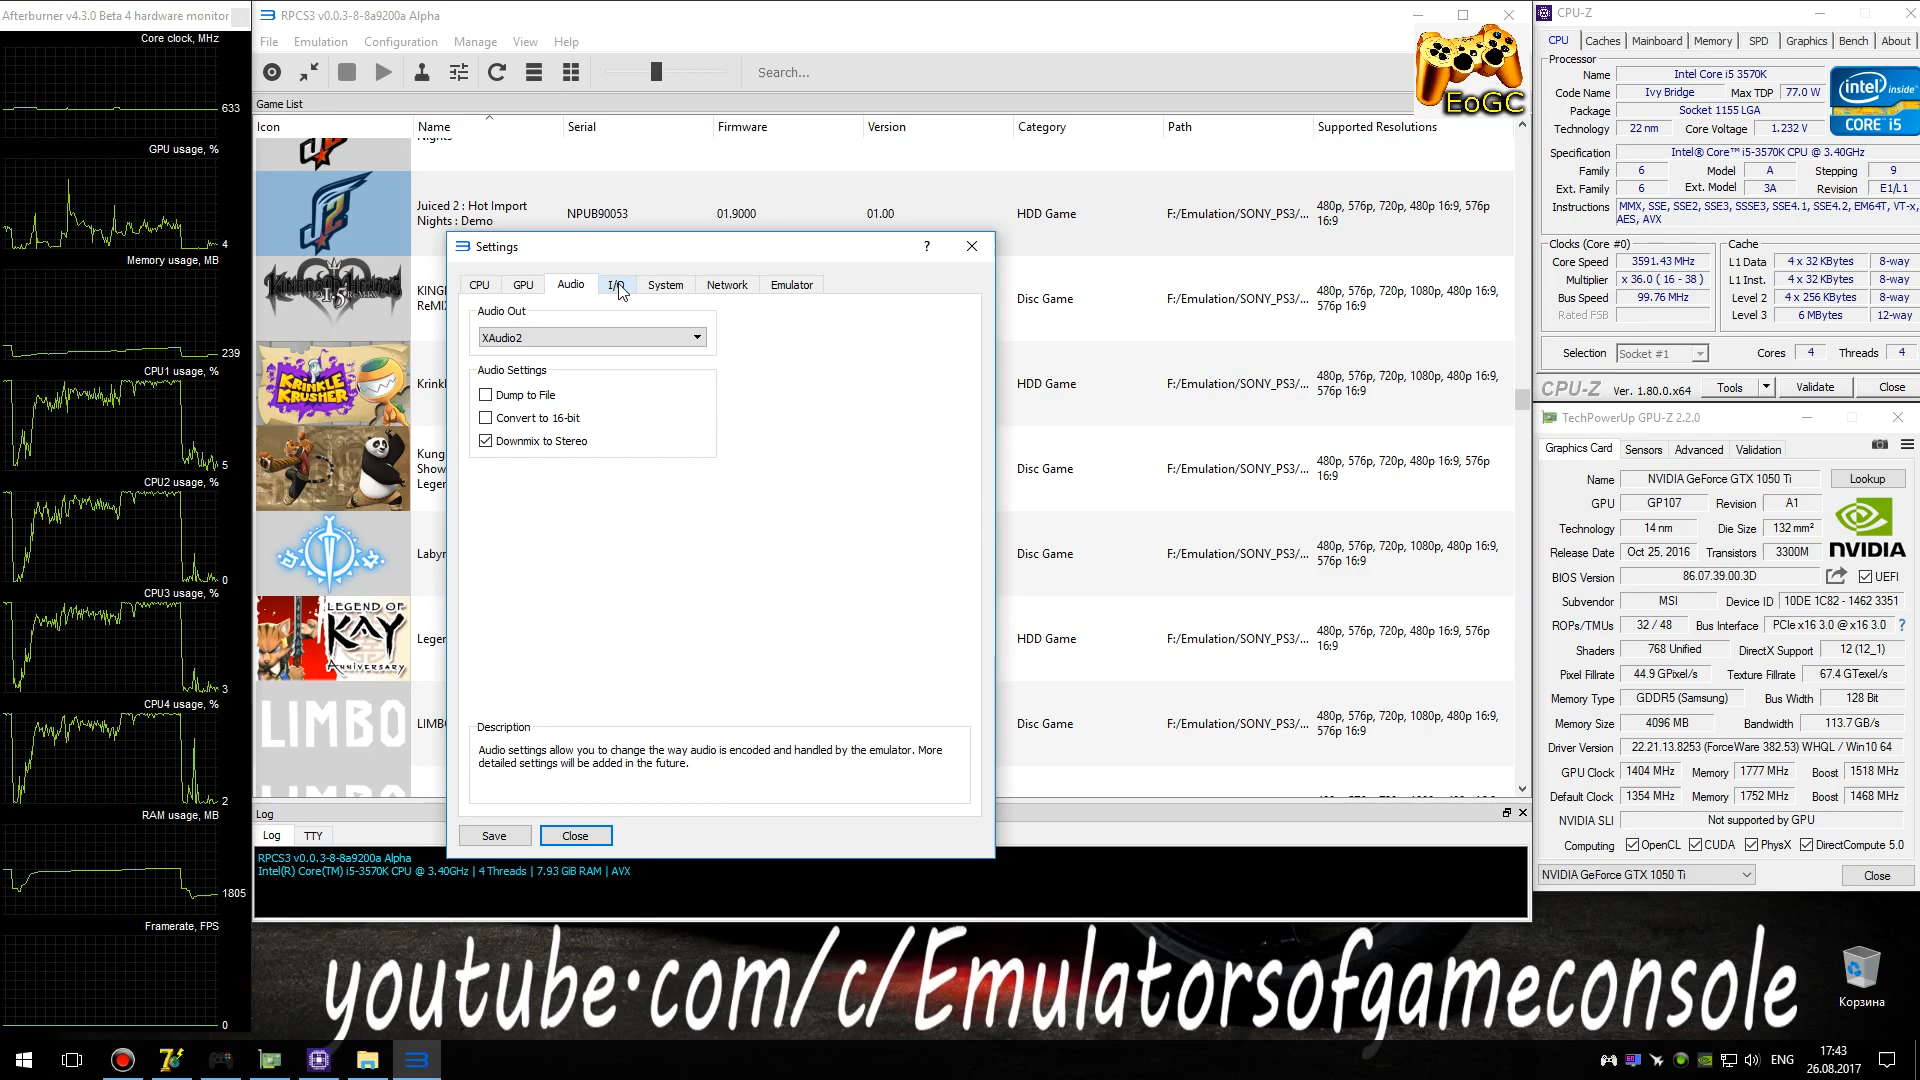 Afterburner v4.3.0 Beta 4 hardware monitor
Core clock, MHz
633
GPU usage, %
4
Memory usage, MB
239
CPU1 usage, %
5
CPU2 usage, %
0
CPU3 usage, %
3
CPU4 usage, %
2
RAM usage, MB
1805
Framerate, FPS
0
RPCS3 v0.0.3-8-8a9200a Alpha
File Emulation Configuration Manage View Help
Search...
EoGC
Game List
Icon Name Serial Firmware Version Category Path Supported Resolutions
Nights
Juiced 2 : Hot Import
Nights : Demo
NPUB90053 01.9000 01.00 HDD Game F:/Emulation/SONY_PS3/...
480p, 576p, 720p, 480p 16:9, 576p
16:9
KINGDOM HEARTS
KING
ReMIX
Disc Game F:/Emulation/SONY_PS3/...
480p, 576p, 720p, 1080p, 480p 16:9,
576p 16:9
KRINKLE
KRUSHER
Krinkl
HDD Game F:/Emulation/SONY_PS3/...
480p, 576p, 720p, 1080p, 480p 16:9,
576p 16:9
Kung
Show
Legen
Disc Game F:/Emulation/SONY_PS3/...
480p, 576p, 720p, 480p 16:9, 576p
16:9
Labyr
Disc Game F:/Emulation/SONY_PS3/...
480p, 576p, 720p, 1080p, 480p 16:9,
576p 16:9
LEGEND OF
KAY
ANNIVERSARY
Legen
HDD Game F:/Emulation/SONY_PS3/...
480p, 576p, 720p, 480p 16:9, 576p
16:9
LIMBO
LIMB
Disc Game F:/Emulation/SONY_PS3/...
480p, 576p, 720p, 1080p, 480p 16:9,
576p 16:9
Settings
?
CPU GPU Audio I/O System Network Emulator
Audio Out
XAudio2
Audio Settings
Dump to File
Convert to 16-bit
Downmix to Stereo
Description
Audio settings allow you to change the way audio is encoded and handled by the emulator. More
detailed settings will be added in the future.
Save Close
Log
Log TTY
RPCS3 v0.0.3-8-8a9200a Alpha
Intel(R) Core(TM) i5-3570K CPU @ 3.40GHz | 4 Threads | 7.93 GiB RAM | AVX
CPU-Z
CPU Caches Mainboard Memory SPD Graphics Bench About
Processor
Name Intel Core i5 3570K
Code Name Ivy Bridge Max TDP 77.0 W
Package Socket 1155 LGA
Technology 22 nm Core Voltage 1.232 V
intel inside
CORE i5
Specification Intel® Core™ i5-3570K CPU @ 3.40GHz
Family 6 Model A Stepping 9
Ext. Family 6 Ext. Model 3A Revision E1/L1
Instructions MMX, SSE, SSE2, SSE3, SSSE3, SSE4.1, SSE4.2, EM64T, VT-x,
AES, AVX
Clocks (Core #0) Cache
Core Speed 3591.43 MHz L1 Data 4 x 32 KBytes 8-way
Multiplier x 36.0 ( 16 - 38 ) L1 Inst. 4 x 32 KBytes 8-way
Bus Speed 99.76 MHz Level 2 4 x 256 KBytes 8-way
Rated FSB Level 3 6 MBytes 12-way
Selection Socket #1 Cores 4 Threads 4
CPU-Z Ver. 1.80.0.x64 Tools Validate Close
TechPowerUp GPU-Z 2.2.0
Graphics Card Sensors Advanced Validation
Name NVIDIA GeForce GTX 1050 Ti Lookup
GPU GP107 Revision A1
Technology 14 nm Die Size 132 mm²
Release Date Oct 25, 2016 Transistors 3300M
NVIDIA
BIOS Version 86.07.39.00.3D UEFI
Subvendor MSI Device ID 10DE 1C82 - 1462 3351
ROPs/TMUs 32 / 48 Bus Interface PCIe x16 3.0 @ x16 3.0 ?
Shaders 768 Unified DirectX Support 12 (12_1)
Pixel Fillrate 44.9 GPixel/s Texture Fillrate 67.4 GTexel/s
Memory Type GDDR5 (Samsung) Bus Width 128 Bit
Memory Size 4096 MB Bandwidth 113.7 GB/s
Driver Version 22.21.13.8253 (ForceWare 382.53) WHQL / Win10 64
GPU Clock 1404 MHz Memory 1777 MHz Boost 1518 MHz
Default Clock 1354 MHz Memory 1752 MHz Boost 1468 MHz
NVIDIA SLI Not supported by GPU
Computing OpenCL CUDA PhysX DirectCompute 5.0
NVIDIA GeForce GTX 1050 Ti Close
youtube.com/c/Emulatorsofgameconsole
Корзина
ENG
17:43
26.08.2017